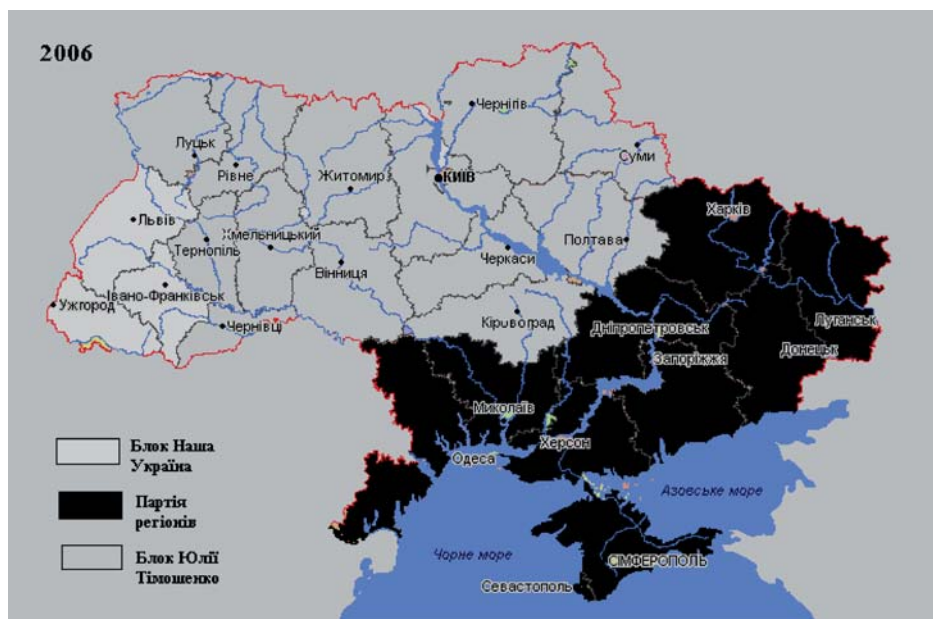 2006
Чернігів
Луцьк
Суми
Рівне
Житомир
КИЇВ
Харків
Львів
Хмельницький
Полтава
Тернопіль
Черкаси
Вінниця
Івано-Франківськ
Ужгород
Кіровоград
Луганськ
Чернівці
Дніпропетровськ
Донецьк
Запоріжжя
Миколаїв
Херсон
Блок Наша
Україна
Одеса
Азовське море
Партія
регіонів
Чорне море
СІМФЕРОПОЛЬ
Блок Юлії
Тімошенко
Севастополь